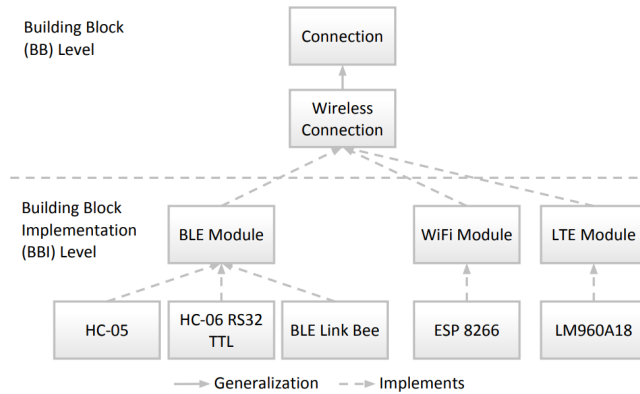 Building Block
(BB) Level
Connection
Wireless
Connection
Building Block
Implementation
(BBI) Level
BLE Module
WiFi Module
LTE Module
HC-05
HC-06 RS32
TTL
BLE Link Bee
ESP 8266
LM960A18
Generalization
Implements